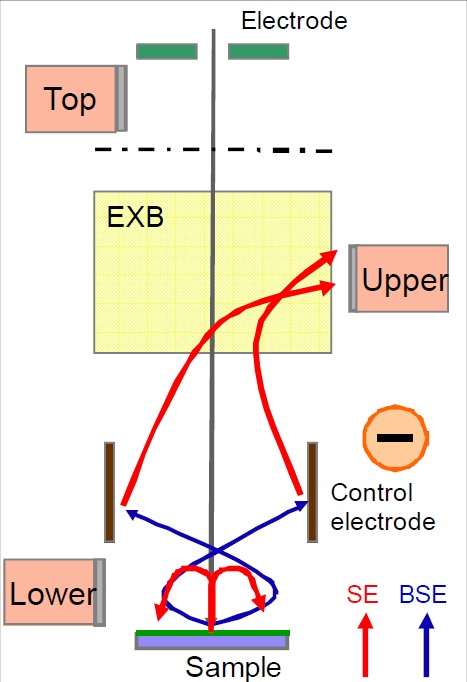 Electrode
Top
EXB
Upper
Control
electrode
Lower
SE BSE
Sample